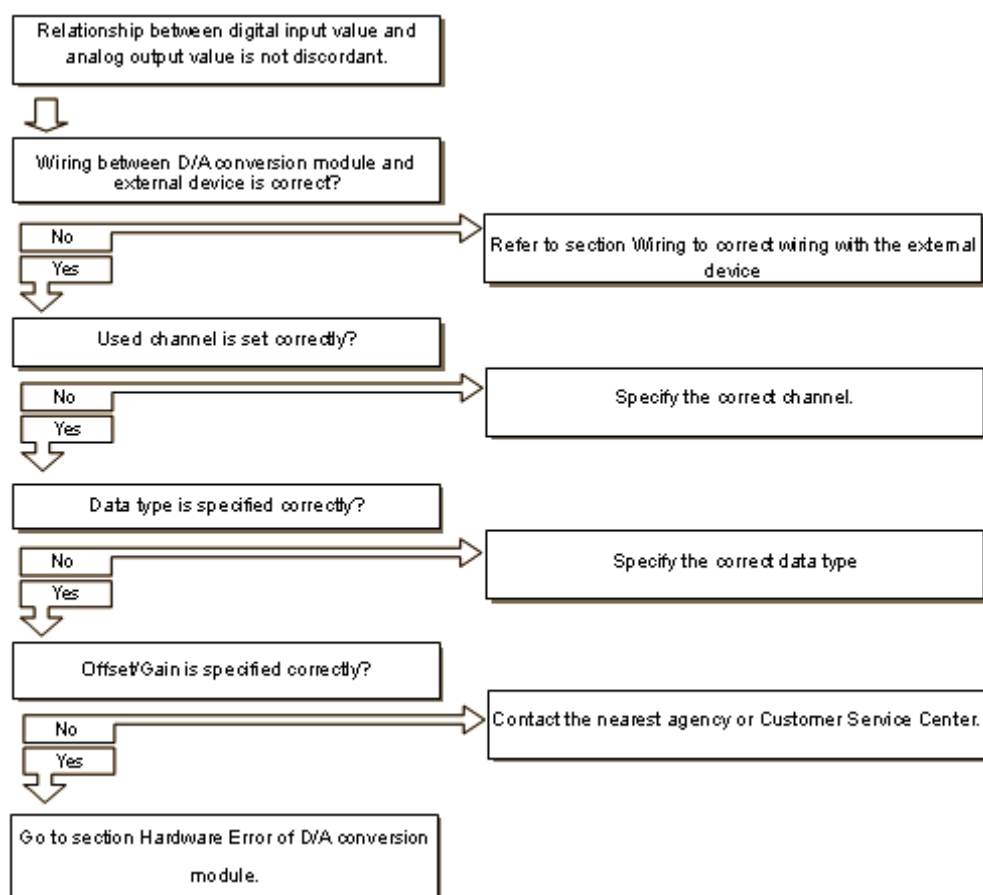 Relationship between digital input value and
analog output value is not discordant.
Wiring between D/A conversion module and
external device is correct?
No
Yes
Refer to section Wiring to correct wiring with the external
device
Used channel is set correctly?
No
Yes
Specify the correct channel.
Data type is specified correctly?
No
Yes
Specify the correct data type
Offset/Gain is specified correctly?
No
Yes
Contact the nearest agency or Customer Service Center.
Go to section Hardware Error of D/A conversion
module.